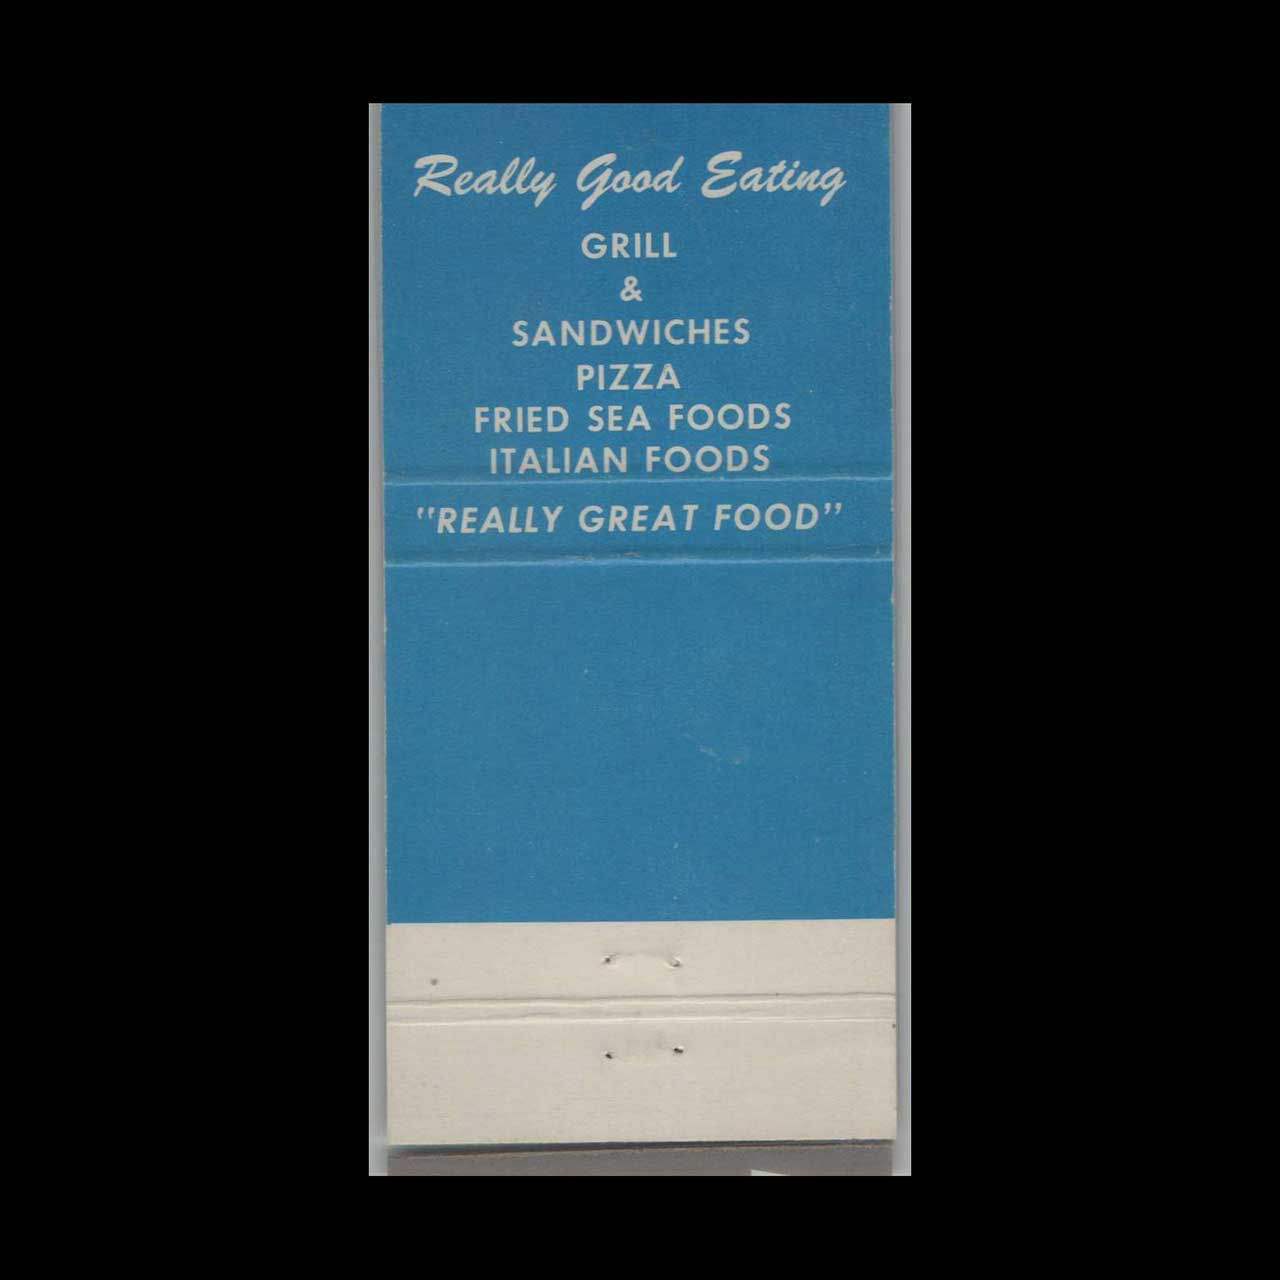 Really Good Eating
GRILL
&
SANDWICHES
PIZZA
FRIED SEA FOODS
ITALIAN FOODS
"REALLY GREAT FOOD"